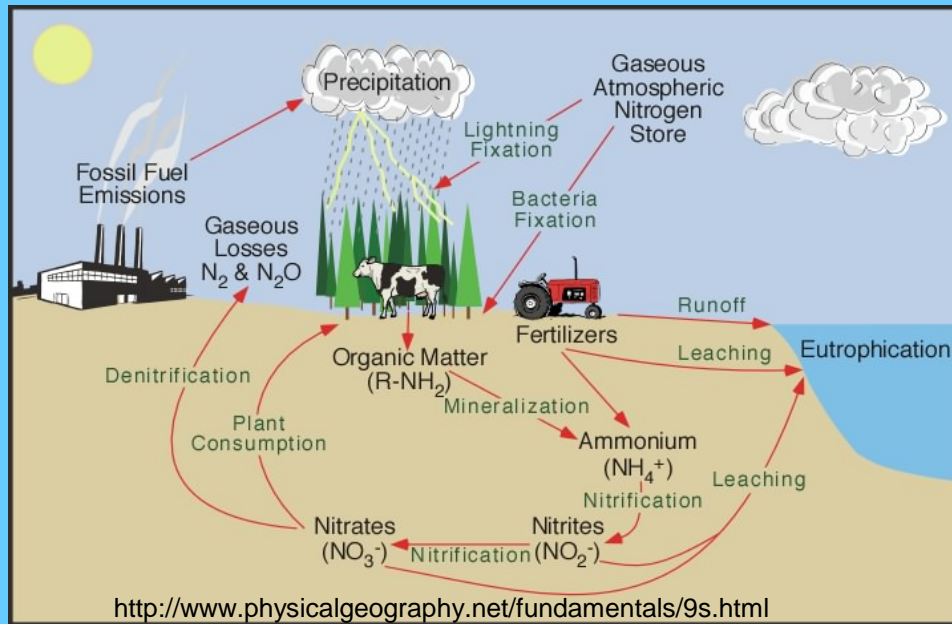 Precipitation
Gaseous
Atmospheric
Nitrogen
Store
Lightning
Fixation
Fossil Fuel
Emissions
Bacteria
Fixation
Gaseous
Losses
N₂ & N₂O
Fertilizers
Runoff
Organic Matter
(R-NH₂)
Leaching
Eutrophication
Denitrification
Mineralization
Plant
Consumption
Ammonium
(NH₄⁺)
Leaching
Nitrification
Nitrates
(NO₃⁻)
Nitrification
Nitrites
(NO₂⁻)
http://www.physicalgeography.net/fundamentals/9s.html